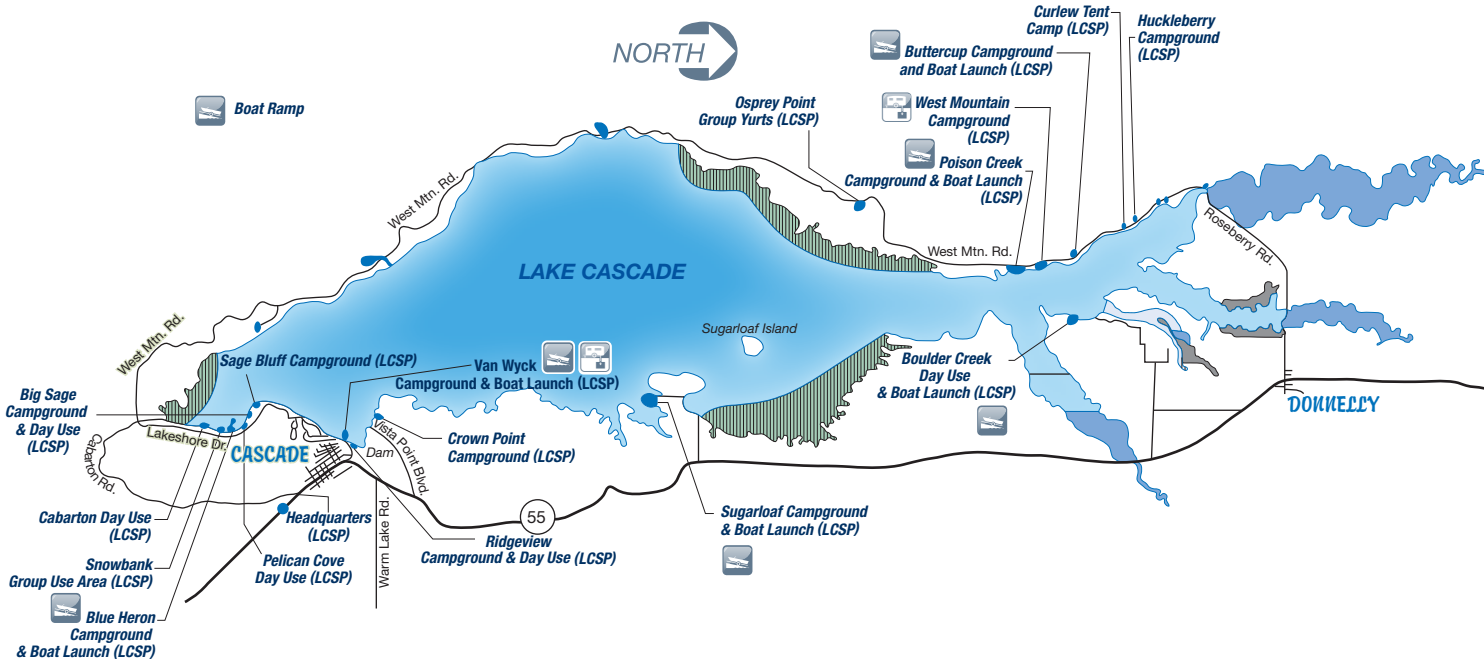 NORTH
Boat Ramp
Curlew Tent
Camp (LCSP)
Huckleberry
Campground
(LCSP)
Buttercup Campground
and Boat Launch (LCSP)
Osprey Point
Group Yurts (LCSP)
West Mountain
Campground
(LCSP)
Poison Creek
Campground & Boat Launch
(LCSP)
West Mtn. Rd.
West Mtn. Rd.
Roseberry Rd.
LAKE CASCADE
Sugarloaf Island
West Mtn. Rd.
Sage Bluff Campground (LCSP)
Van Wyck
Campground & Boat Launch (LCSP)
Boulder Creek
Day Use
& Boat Launch (LCSP)
Big Sage
Campground
& Day Use
(LCSP)
DONNELLY
Lakeshore Dr.
CASCADE
Cabarton Rd.
Dam
Vista Point Blvd.
Crown Point
Campground (LCSP)
Cabarton Day Use
(LCSP)
Headquarters
(LCSP)
Warm Lake Rd.
55
Sugarloaf Campground
& Boat Launch (LCSP)
Ridgeview
Campground & Day Use (LCSP)
Snowbank
Group Use Area (LCSP)
Pelican Cove
Day Use (LCSP)
Blue Heron
Campground
& Boat Launch (LCSP)